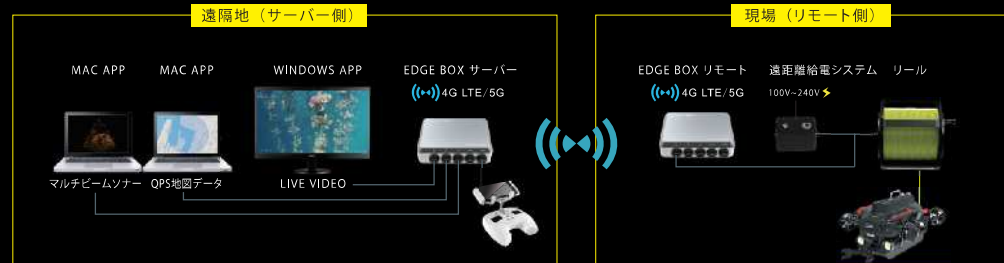 遠隔地（サーバー側）
MAC APP
MAC APP
WINDOWS APP
EDGE BOX サーバー
4G LTE/5G
マルチビームソナー
QPS地図データ
LIVE VIDEO
現場（リモート側）
EDGE BOX リモート
4G LTE/5G
遠距離給電システム
100V~240V
リール